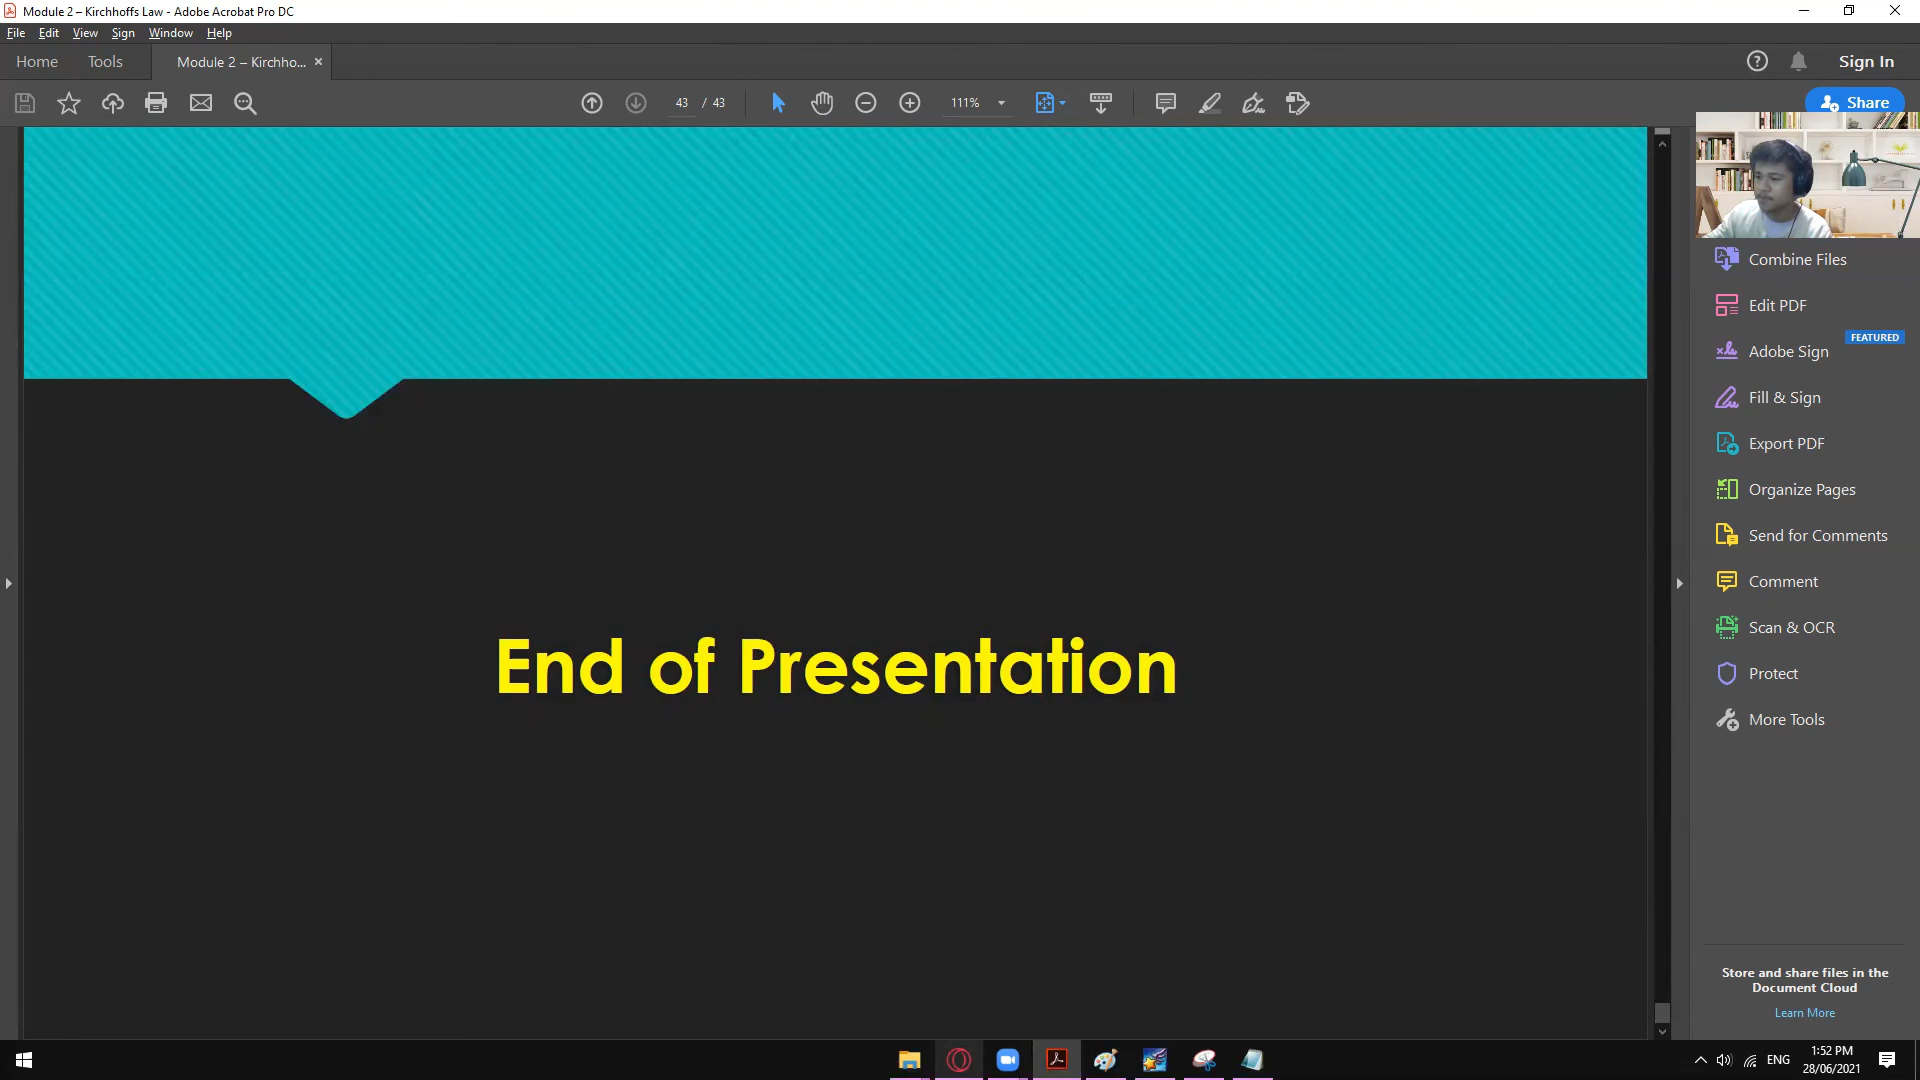 Module 2 – Kirchhoffs Law - Adobe Acrobat Pro DC
File Edit View Sign Window Help
Home Tools Module 2 – Kirchho... × Sign In
43 / 43 111% Share
Combine Files
Edit PDF
FEATURED
Adobe Sign
Fill & Sign
Export PDF
Organize Pages
Send for Comments
Comment
Scan & OCR
Protect
More Tools
End of Presentation
Store and share files in the
Document Cloud
Learn More
ENG
1:52 PM
28/06/2021